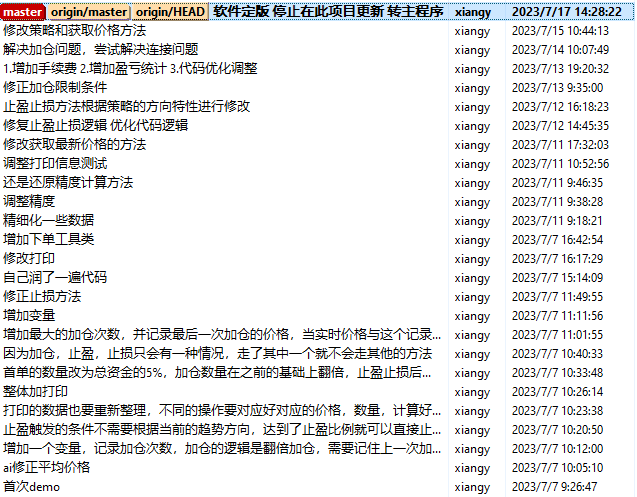 master origin/master origin/HEAD 软件定版 停止在此项目更新 转主程序 xiangy 2023/7/17 14:28:22
修改策略和获取价格方法 xiangy 2023/7/15 10:44:13
解决加仓问题，尝试解决连接问题 xiangy 2023/7/14 10:07:49
1.增加手续费 2.增加盈亏统计 3.代码优化调整 xiangy 2023/7/13 19:20:32
修正加仓限制条件 xiangy 2023/7/13 9:35:00
止盈止损方法根据策略的方向特性进行修改 xiangy 2023/7/12 16:18:23
修复止盈止损逻辑 优化代码逻辑 xiangy 2023/7/12 14:45:35
修改获取最新价格的方法 xiangy 2023/7/11 17:32:03
调整打印信息测试 xiangy 2023/7/11 10:52:56
还是还原精度计算方法 xiangy 2023/7/11 9:46:35
调整精度 xiangy 2023/7/11 9:38:28
精细化一些数据 xiangy 2023/7/11 9:18:21
增加下单工具类 xiangy 2023/7/7 16:42:54
修改打印 xiangy 2023/7/7 16:17:29
自己润了一遍代码 xiangy 2023/7/7 15:14:09
修正止损方法 xiangy 2023/7/7 11:49:55
增加变量 xiangy 2023/7/7 11:11:56
增加最大的加仓次数，并记录最后一次加仓的价格，当实时价格与这个记录... xiangy 2023/7/7 11:01:55
因为加仓，止盈，止损只会有一种情况，走了其中一个就不会走其他的方法 xiangy 2023/7/7 10:40:33
首单的数量改为总资金的5%，加仓数量在之前的基础上翻倍，止盈止损后... xiangy 2023/7/7 10:33:48
整体加打印 xiangy 2023/7/7 10:26:14
打印的数据也要重新整理，不同的操作要对应好对应的价格，数量，计算好... xiangy 2023/7/7 10:23:38
止盈触发的条件不需要根据当前的趋势方向，达到了止盈比例就可以直接止... xiangy 2023/7/7 10:20:50
增加一个变量，记录加仓次数，加仓的逻辑是翻倍加仓，需要记住上一次加... xiangy 2023/7/7 10:12:00
ai修正平均价格 xiangy 2023/7/7 10:05:10
首次demo xiangy 2023/7/7 9:26:47